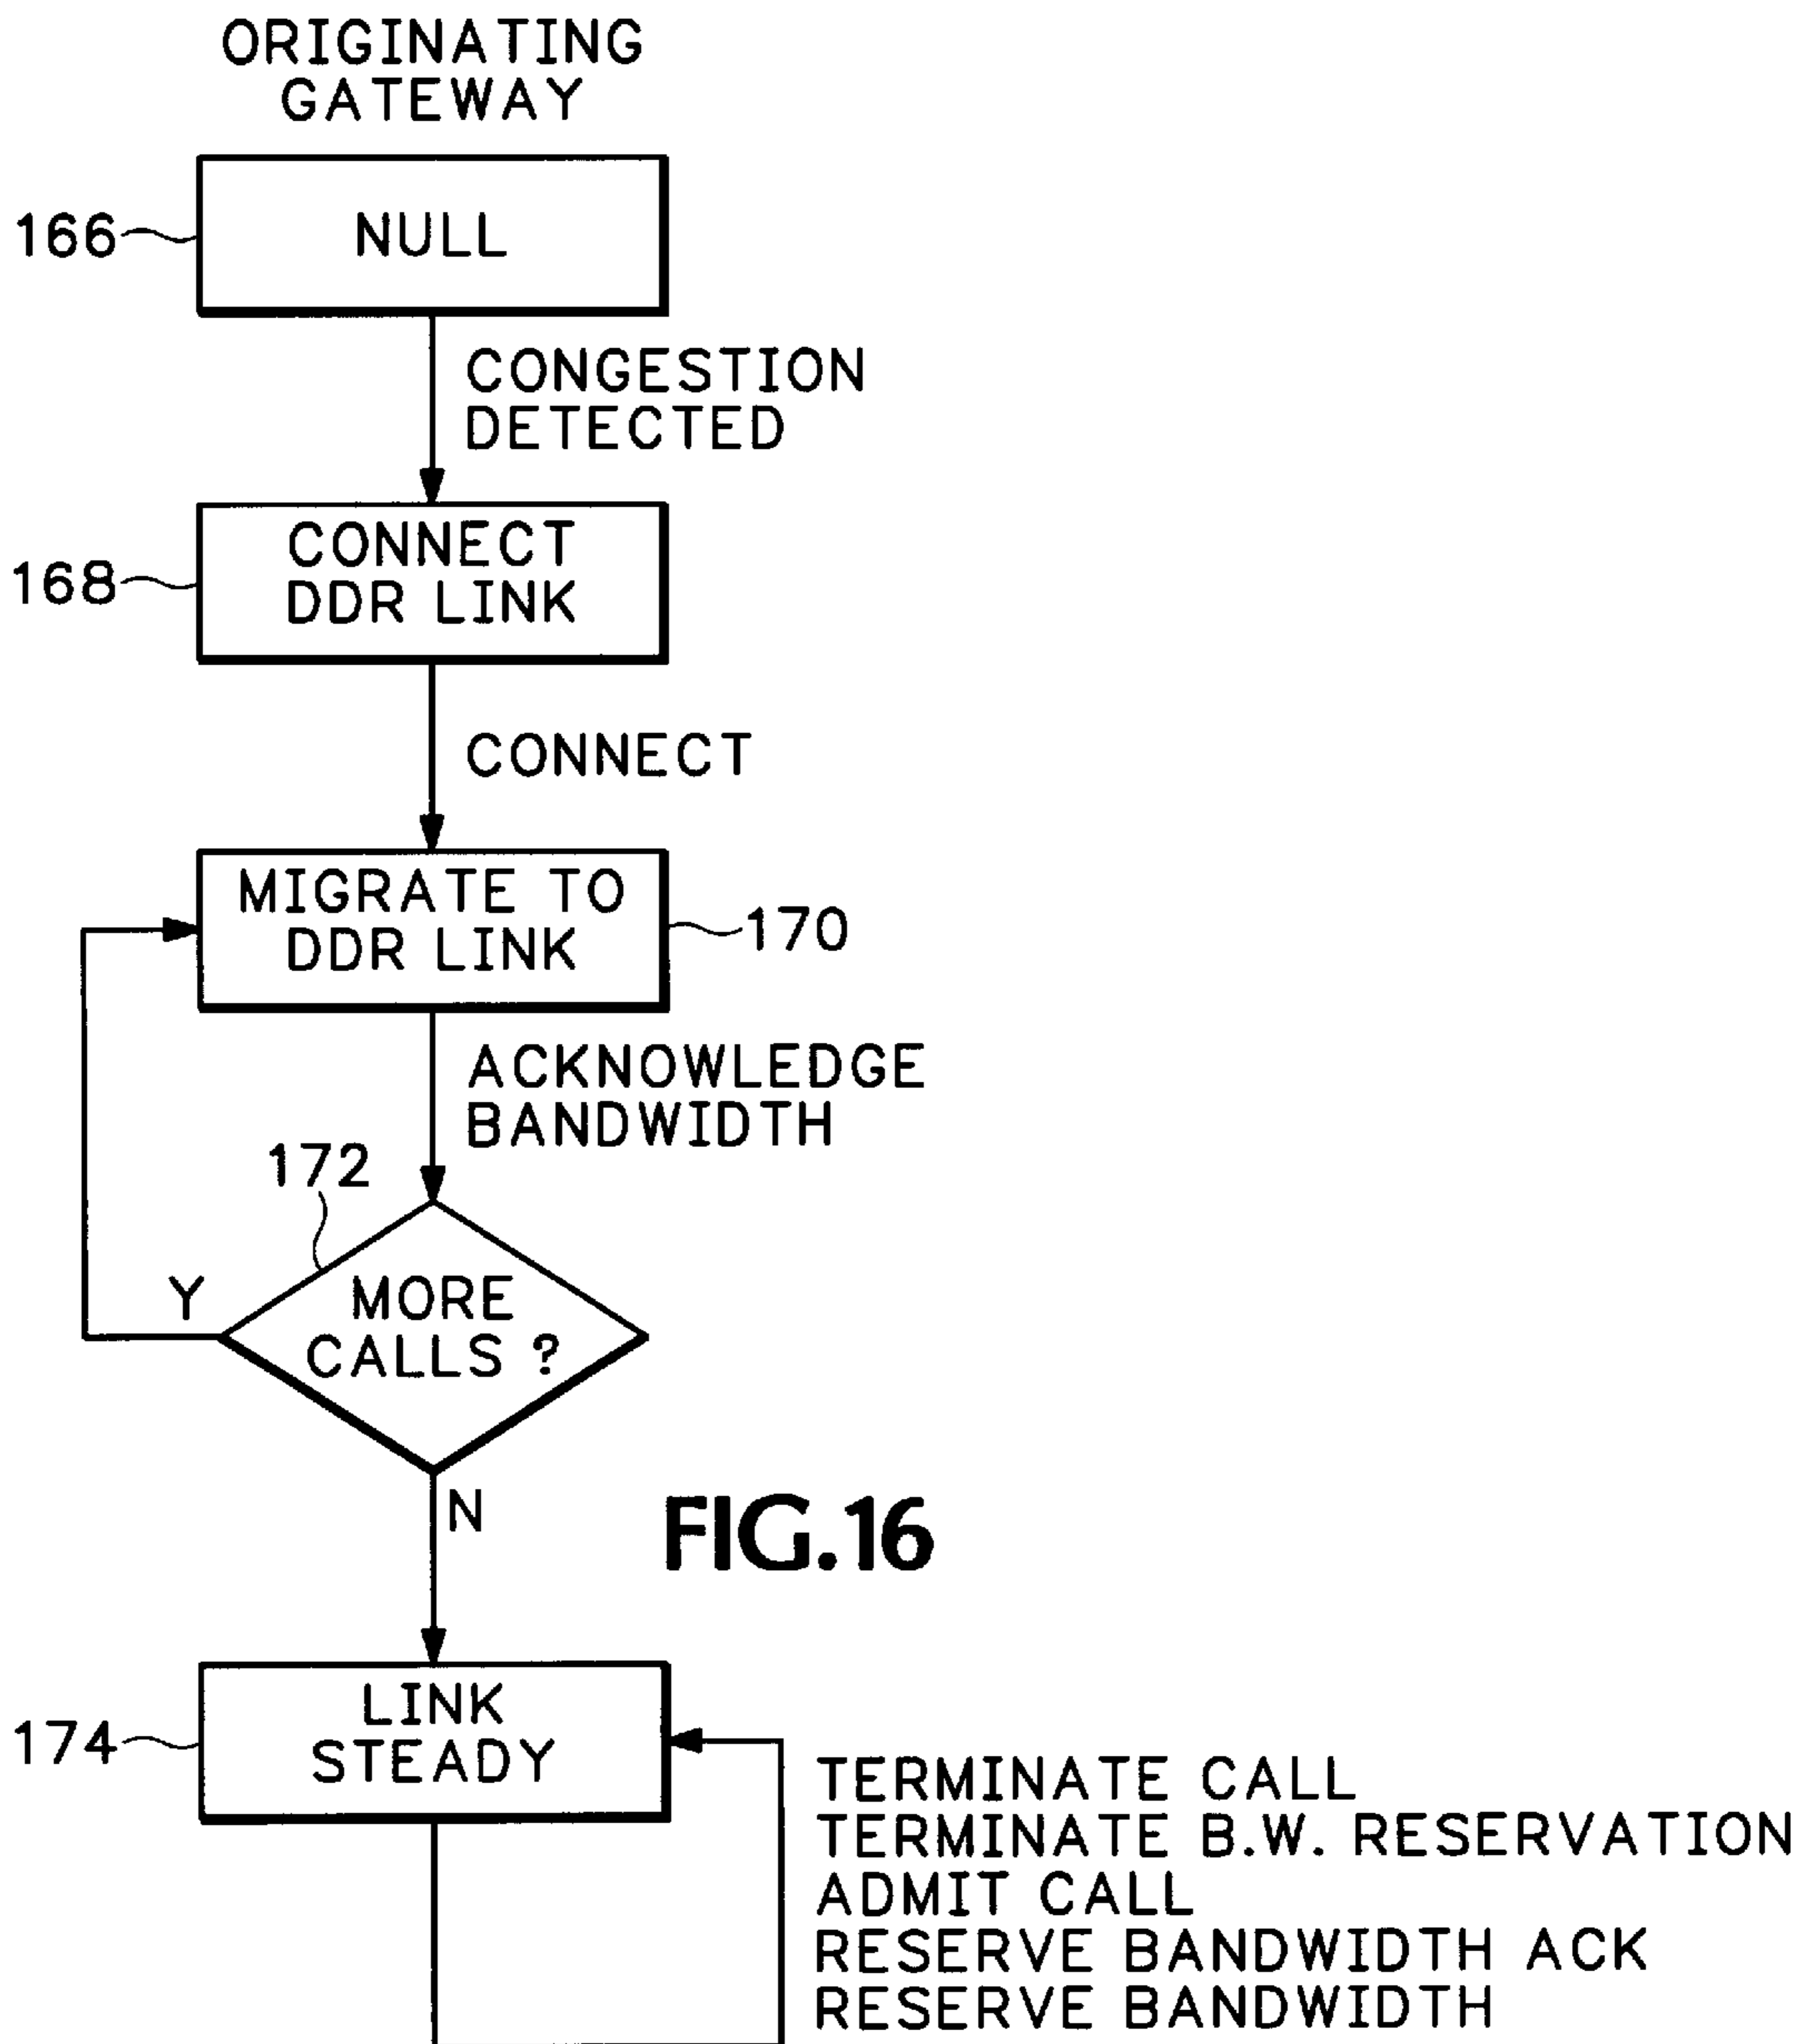 ORIGINATING
GATEWAY
166
NULL
CONGESTION
DETECTED
168
CONNECT
DDR LINK
CONNECT
MIGRATE TO
DDR LINK
170
ACKNOWLEDGE
BANDWIDTH
172
Y
MORE
CALLS ?
N
FIG.16
174
LINK
STEADY
TERMINATE CALL
TERMINATE B.W. RESERVATION
ADMIT CALL
RESERVE BANDWIDTH ACK
RESERVE BANDWIDTH